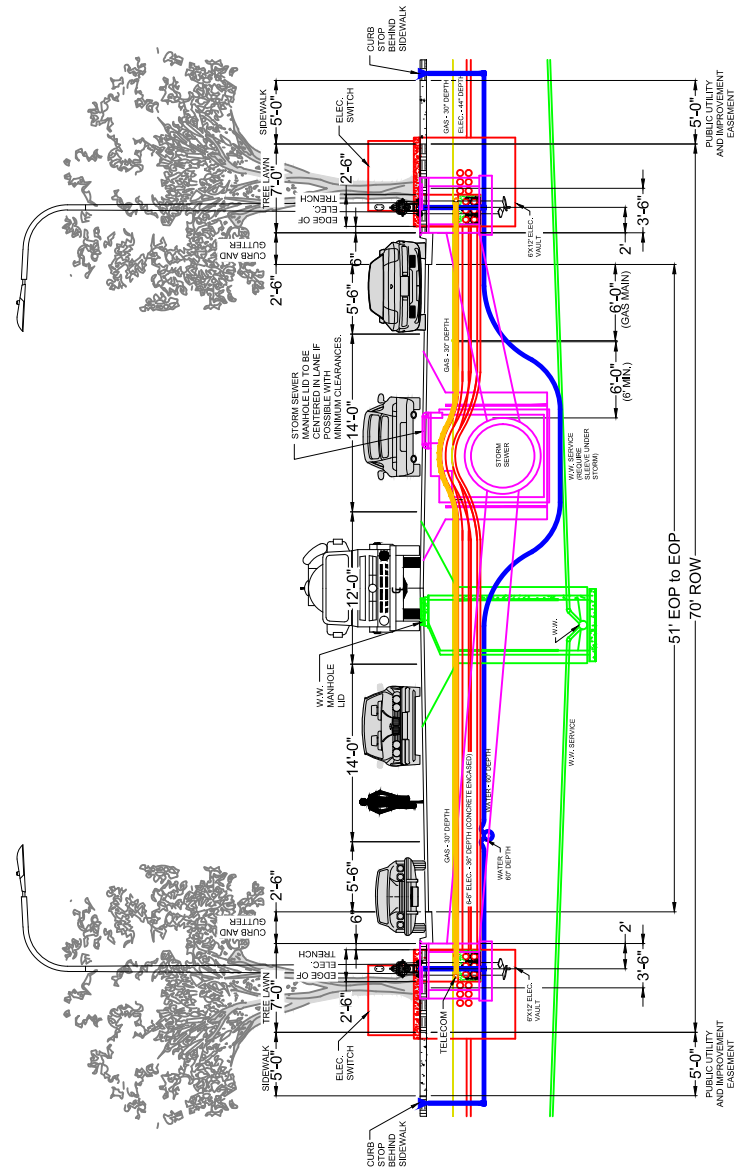 2'-6"
CURB AND
GUTTER
EDGE OF
ELEC.
TRENCH
SIDEWALK
5'-0"
TREE LAWN
7'-0"
2'-6"
6"
5'-6"
14'-0"
12'-0"
14'-0"
5'-6"
6"
2'-6"
CURB AND
GUTTER
EDGE OF
ELEC.
TRENCH
2'-6"
TREE LAWN
7'-0"
SIDEWALK
5'-0"
STORM SEWER
MANHOLE LID TO BE
CENTERED IN LANE IF
POSSIBLE WITH
MINIMUM CLEARANCES.
ELEC.
SWITCH
W.W.
MANHOLE
LID
ELEC.
SWITCH
CURB
STOP
BEHIND
SIDEWALK
CURB
STOP
BEHIND
SIDEWALK
TELECOM
GAS - 30" DEPTH
GAS - 30" DEPTH
GAS - 30" DEPTH
ELEC. - 44" DEPTH
6-6" ELEC. - 36" DEPTH (CONCRETE ENCASED)
WATER - 60" DEPTH
WATER
60" DEPTH
STORM
SEWER
6'X12' ELEC.
VAULT
6'X12' ELEC.
VAULT
W.W.
W.W. SERVICE
W.W. SERVICE
(REQUIRE
SLEEVE UNDER
STORM)
2'
3'-6"
6'-0"
(6' MIN.)
6'-0"
(GAS MAIN)
2'
3'-6"
51' EOP to EOP
70' ROW
5'-0"
PUBLIC UTILITY
AND IMPROVEMENT
EASEMENT
5'-0"
PUBLIC UTILITY
AND IMPROVEMENT
EASEMENT